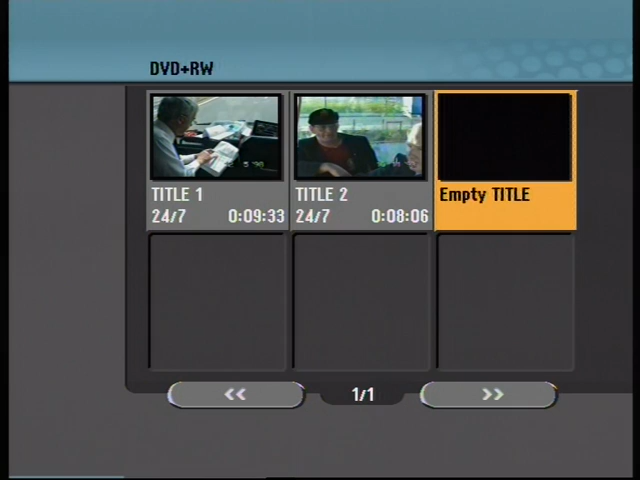 DVD+RW
TITLE 1
24/7 0:09:33
TITLE 2
24/7 0:08:06
Empty TITLE
<<
1/1
>>